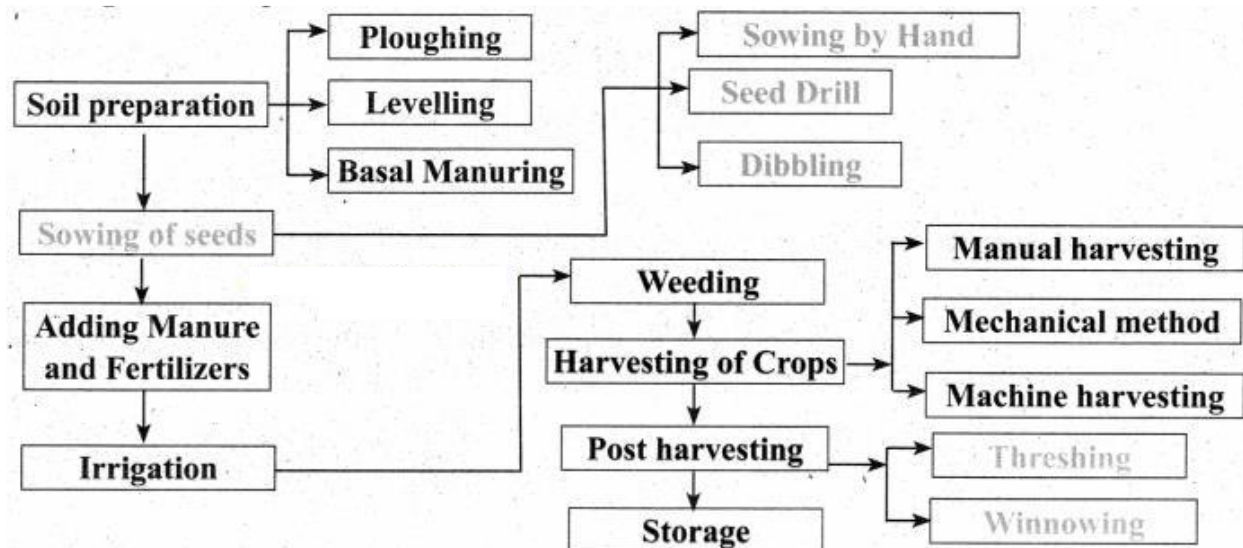 Ploughing
Sowing by Hand
Soil preparation
Levelling
Seed Drill
Basal Manuring
Dibbling
Sowing of seeds
Manual harvesting
Weeding
Adding Manure
and Fertilizers
Mechanical method
Harvesting of Crops
Machine harvesting
Irrigation
Post harvesting
Threshing
Storage
Winnowing